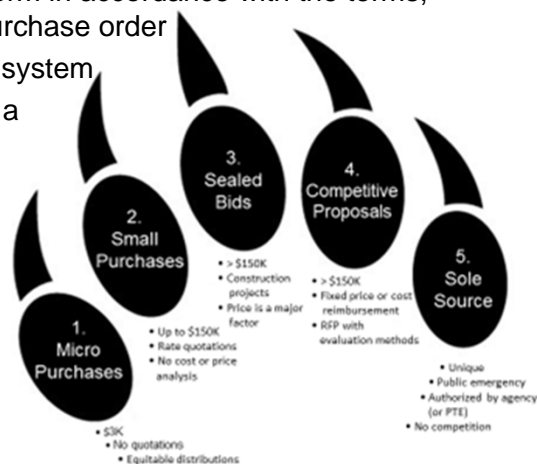 orm in accordance with the terms,
urchase order
system
a
1.
Micro
Purchases
• $3K
• No quotations
• Equitable distributions
2.
Small
Purchases
• Up to $150K
• Rate quotations
• No cost or price
analysis
3.
Sealed
Bids
• > $150K
• Construction
projects
• Price is a major
factor
4.
Competitive
Proposals
• > $150K
• Fixed price or cost
reimbursement
• RFP with
evaluation methods
5.
Sole
Source
• Unique
• Public emergency
• Authorized by agency
(or PTE)
• No competition